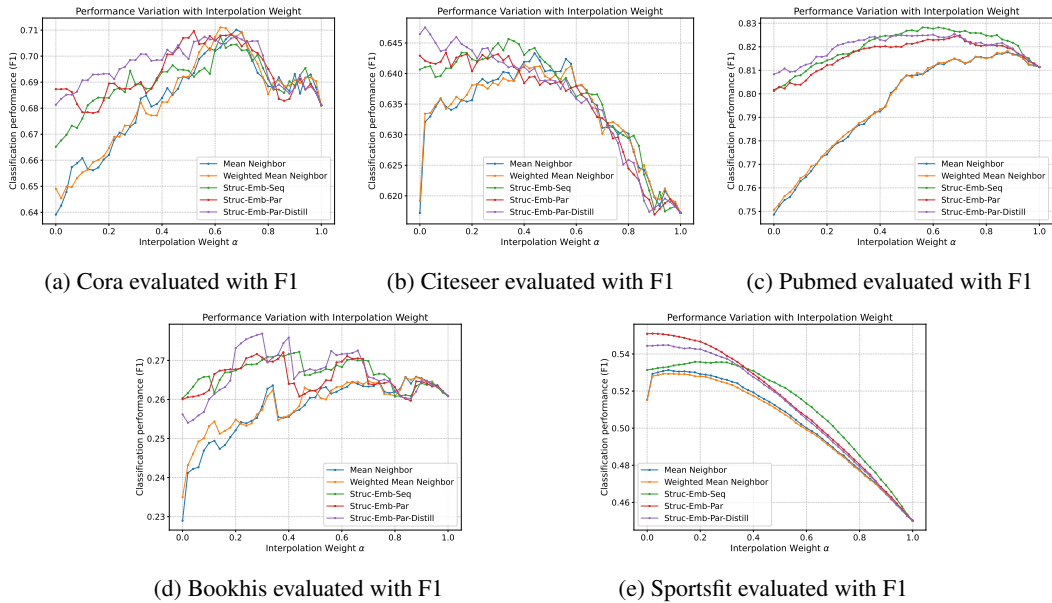 Performance Variation with Interpolation Weight
Classification performance (F1)
0.71
0.70
0.69
0.68
0.67
0.66
0.65
0.64
Mean Neighbor
Weighted Mean Neighbor
Struc-Emb-Seq
Struc-Emb-Par
Struc-Emb-Par-Distill
0.0 0.2 0.4 0.6 0.8 1.0
Interpolation Weight α
(a) Cora evaluated with F1
Performance Variation with Interpolation Weight
Classification performance (F1)
0.645
0.640
0.635
0.630
0.625
0.620
Mean Neighbor
Weighted Mean Neighbor
Struc-Emb-Seq
Struc-Emb-Par
Struc-Emb-Par-Distill
0.0 0.2 0.4 0.6 0.8 1.0
Interpolation Weight α
(b) Citeseer evaluated with F1
Performance Variation with Interpolation Weight
Classification performance (F1)
0.83
0.82
0.81
0.80
0.79
0.78
0.77
0.76
0.75
Mean Neighbor
Weighted Mean Neighbor
Struc-Emb-Seq
Struc-Emb-Par
Struc-Emb-Par-Distill
0.0 0.2 0.4 0.6 0.8 1.0
Interpolation Weight α
(c) Pubmed evaluated with F1
Performance Variation with Interpolation Weight
Classification performance (F1)
0.27
0.26
0.25
0.24
0.23
Mean Neighbor
Weighted Mean Neighbor
Struc-Emb-Seq
Struc-Emb-Par
Struc-Emb-Par-Distill
0.0 0.2 0.4 0.6 0.8 1.0
Interpolation Weight α
(d) Bookhis evaluated with F1
Performance Variation with Interpolation Weight
Classification performance (F1)
0.54
0.52
0.50
0.48
0.46
Mean Neighbor
Weighted Mean Neighbor
Struc-Emb-Seq
Struc-Emb-Par
Struc-Emb-Par-Distill
0.0 0.2 0.4 0.6 0.8 1.0
Interpolation Weight α
(e) Sportsfit evaluated with F1